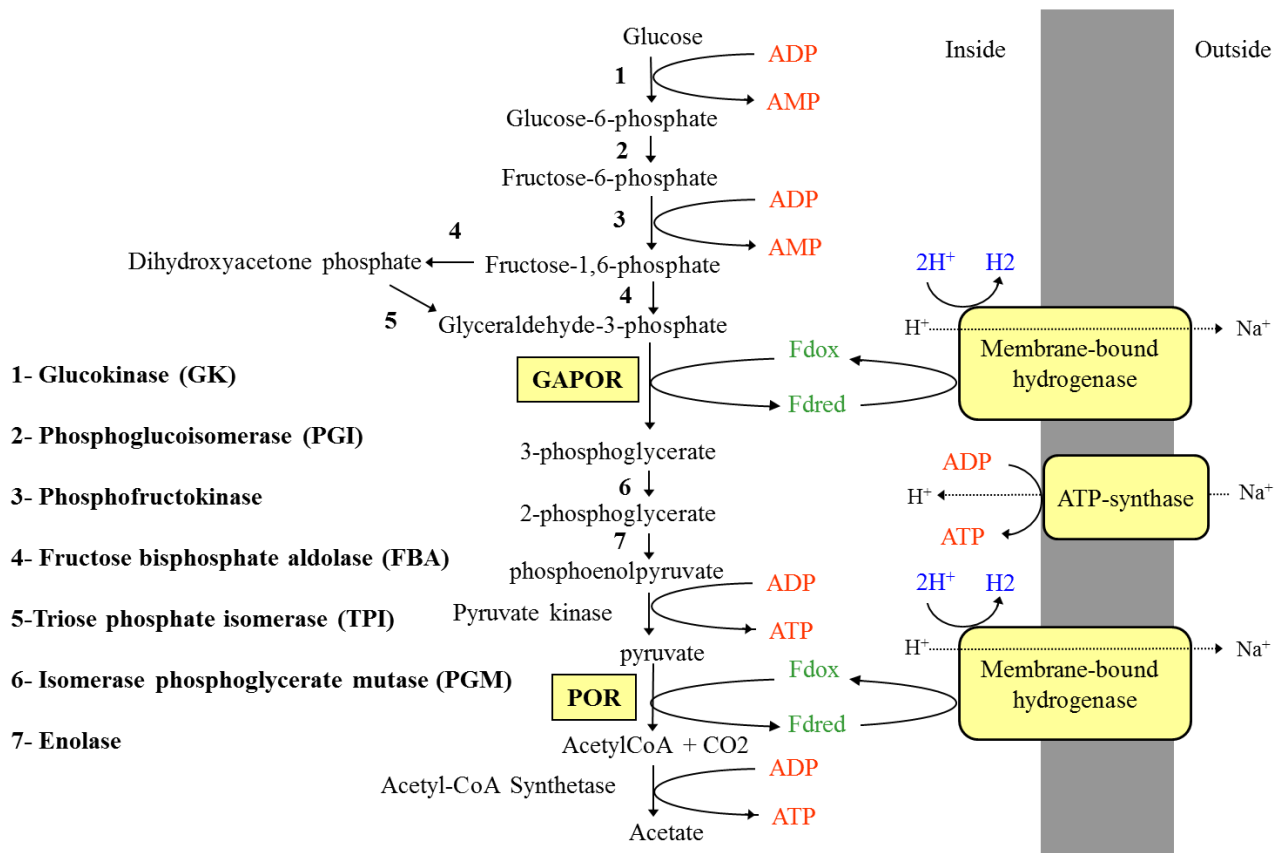 Glucose
ADP
Inside
Outside
1
AMP
Glucose-6-phosphate
2
Fructose-6-phosphate
ADP
3
4
AMP
Dihydroxyacetone phosphate
Fructose-1,6-phosphate
2H⁺
H2
4
5
Glyceraldehyde-3-phosphate
H⁺
Na⁺
Membrane-bound
hydrogenase
Fdox
1- Glucokinase (GK)
GAPOR
Fdred
2- Phosphoglucoisomerase (PGI)
3-phosphoglycerate
ADP
3- Phosphofructokinase
6
H⁺
ATP-synthase
Na⁺
2-phosphoglycerate
7
ATP
4- Fructose bisphosphate aldolase (FBA)
phosphoenolpyruvate
ADP
2H⁺
H2
5-Triose phosphate isomerase (TPI)
Pyruvate kinase
ATP
pyruvate
H⁺
Na⁺
Membrane-bound
hydrogenase
6- Isomerase phosphoglycerate mutase (PGM)
Fdox
POR
Fdred
7- Enolase
AcetylCoA + CO2
ADP
Acetyl-CoA Synthetase
ATP
Acetate